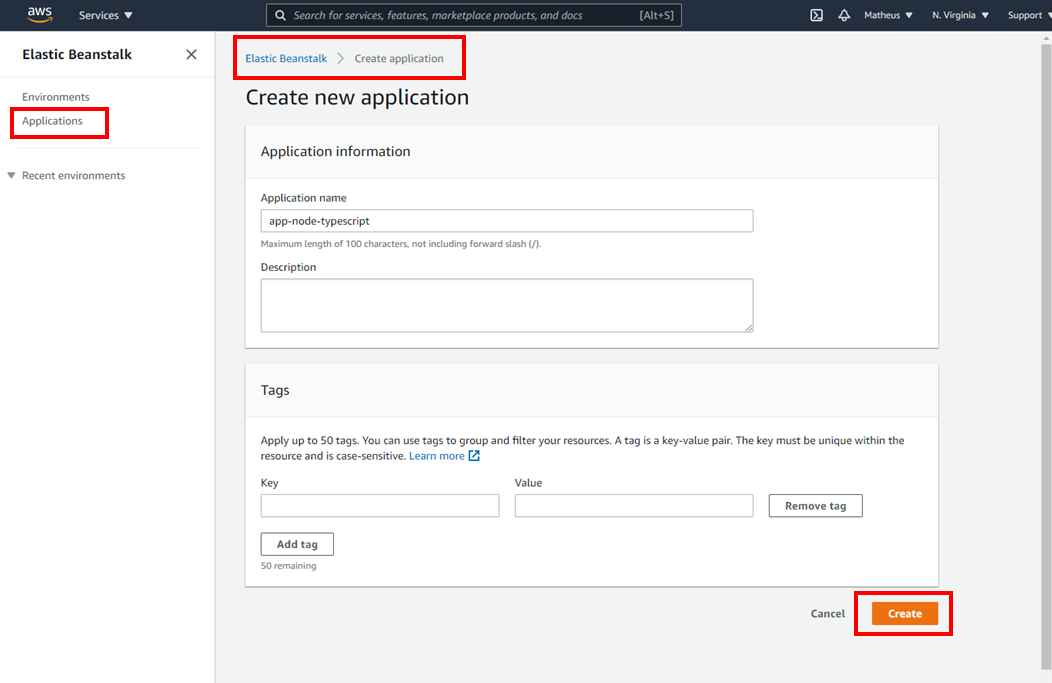 aws Services Search for services, features, marketplace products, and docs [Alt+S] Matheus N. Virginia Support
Elastic Beanstalk
Environments
Applications
Recent environments
Elastic Beanstalk Create application
Create new application
Application information
Application name
app-node-typescript
Maximum length of 100 characters, not including forward slash (/).
Description
Tags
Apply up to 50 tags. You can use tags to group and filter your resources. A tag is a key-value pair. The key must be unique within the
resource and is case-sensitive. Learn more
Key Value
Remove tag
Add tag
50 remaining
Cancel Create